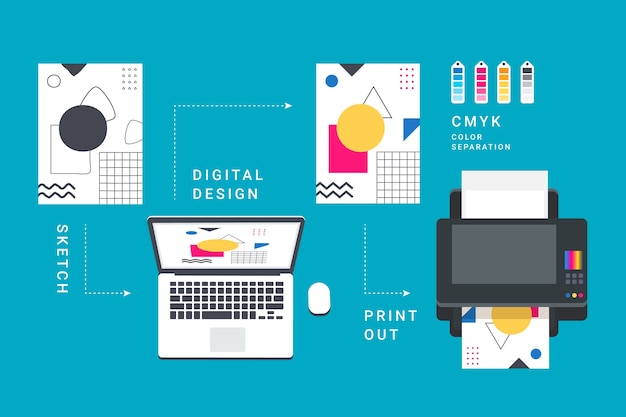 SKETCH
DIGITAL
DESIGN
CMYK
COLOR
SEPARATION
PRINT
OUT